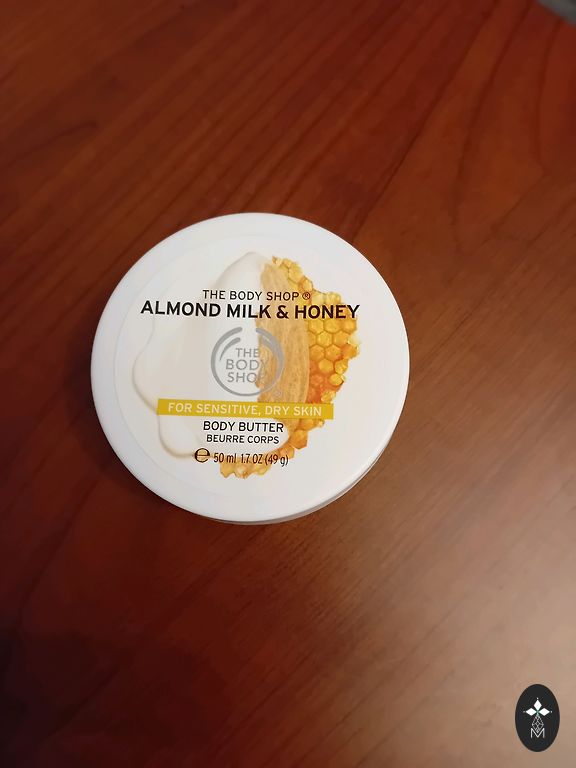 THE BODY SHOP ®
ALMOND MILK & HONEY
THE
BODY
SHOP
®
FOR SENSITIVE, DRY SKIN
BODY BUTTER
BEURRE CORPS
℮ 50 ml 1.7 OZ (49 g)
M